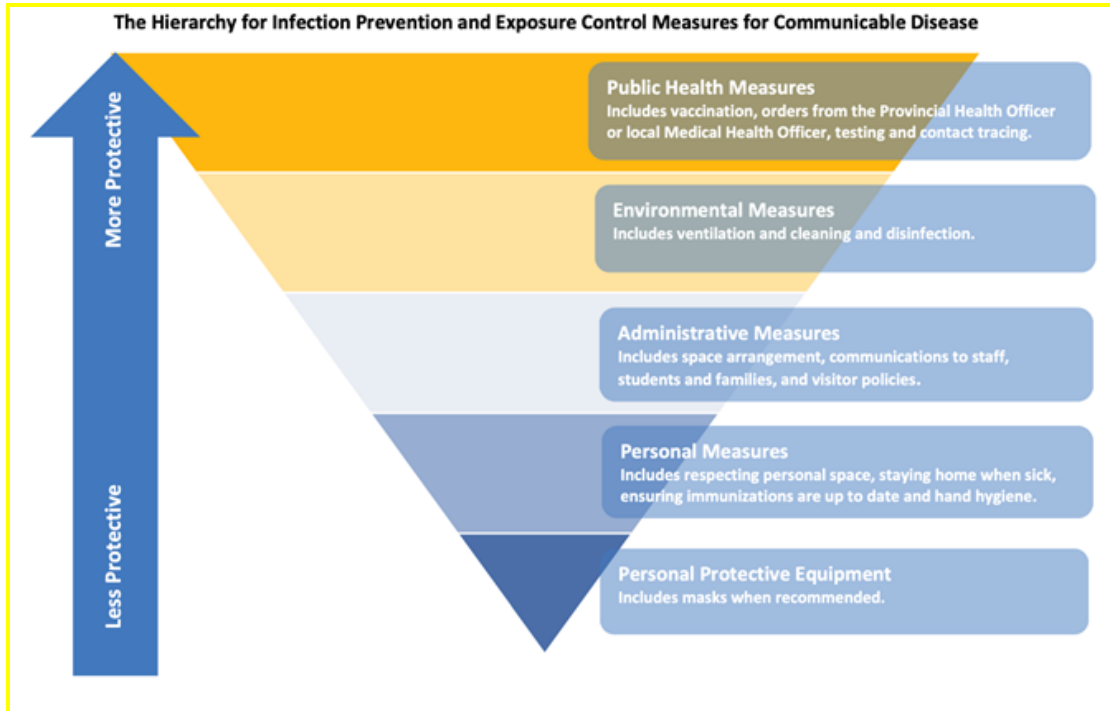 The Hierarchy for Infection Prevention and Exposure Control Measures for Communicable Disease
More Protective
Less Protective
Public Health Measures
Includes vaccination, orders from the Provincial Health Officer
or local Medical Health Officer, testing and contact tracing.
Environmental Measures
Includes ventilation and cleaning and disinfection.
Administrative Measures
Includes space arrangement, communications to staff,
students and families, and visitor policies.
Personal Measures
Includes respecting personal space, staying home when sick,
ensuring immunizations are up to date and hand hygiene.
Personal Protective Equipment
Includes masks when recommended.